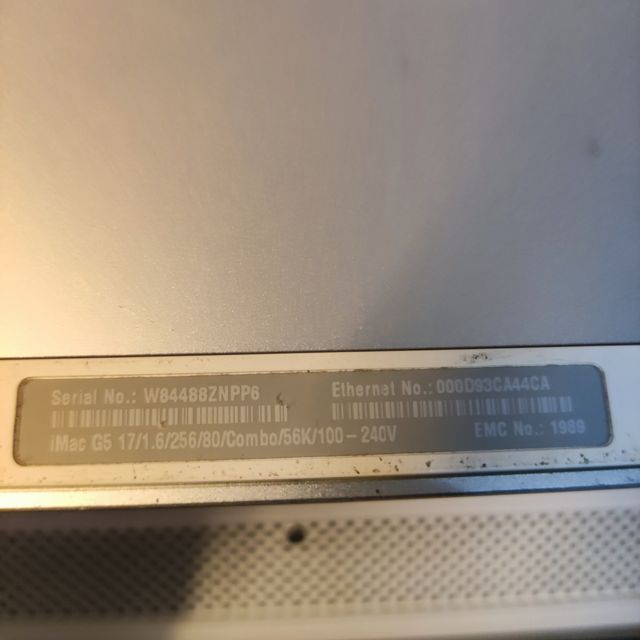 Serial No.: W84488ZNPP6 Ethernet No.: 000D93CA44CA
iMac G5 17/1.6/256/80/Combo/56K/100-240V EMC No.: 1989